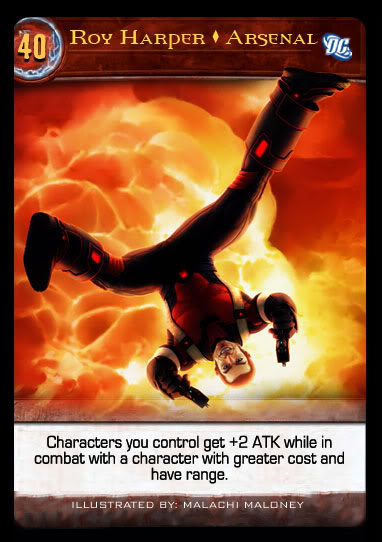 40
Roy Harper ♦ Arsenal
DC
Characters you control get +2 ATK while in
combat with a character with greater cost and
have range.
ILLUSTRATED BY: MALACHI MALONEY